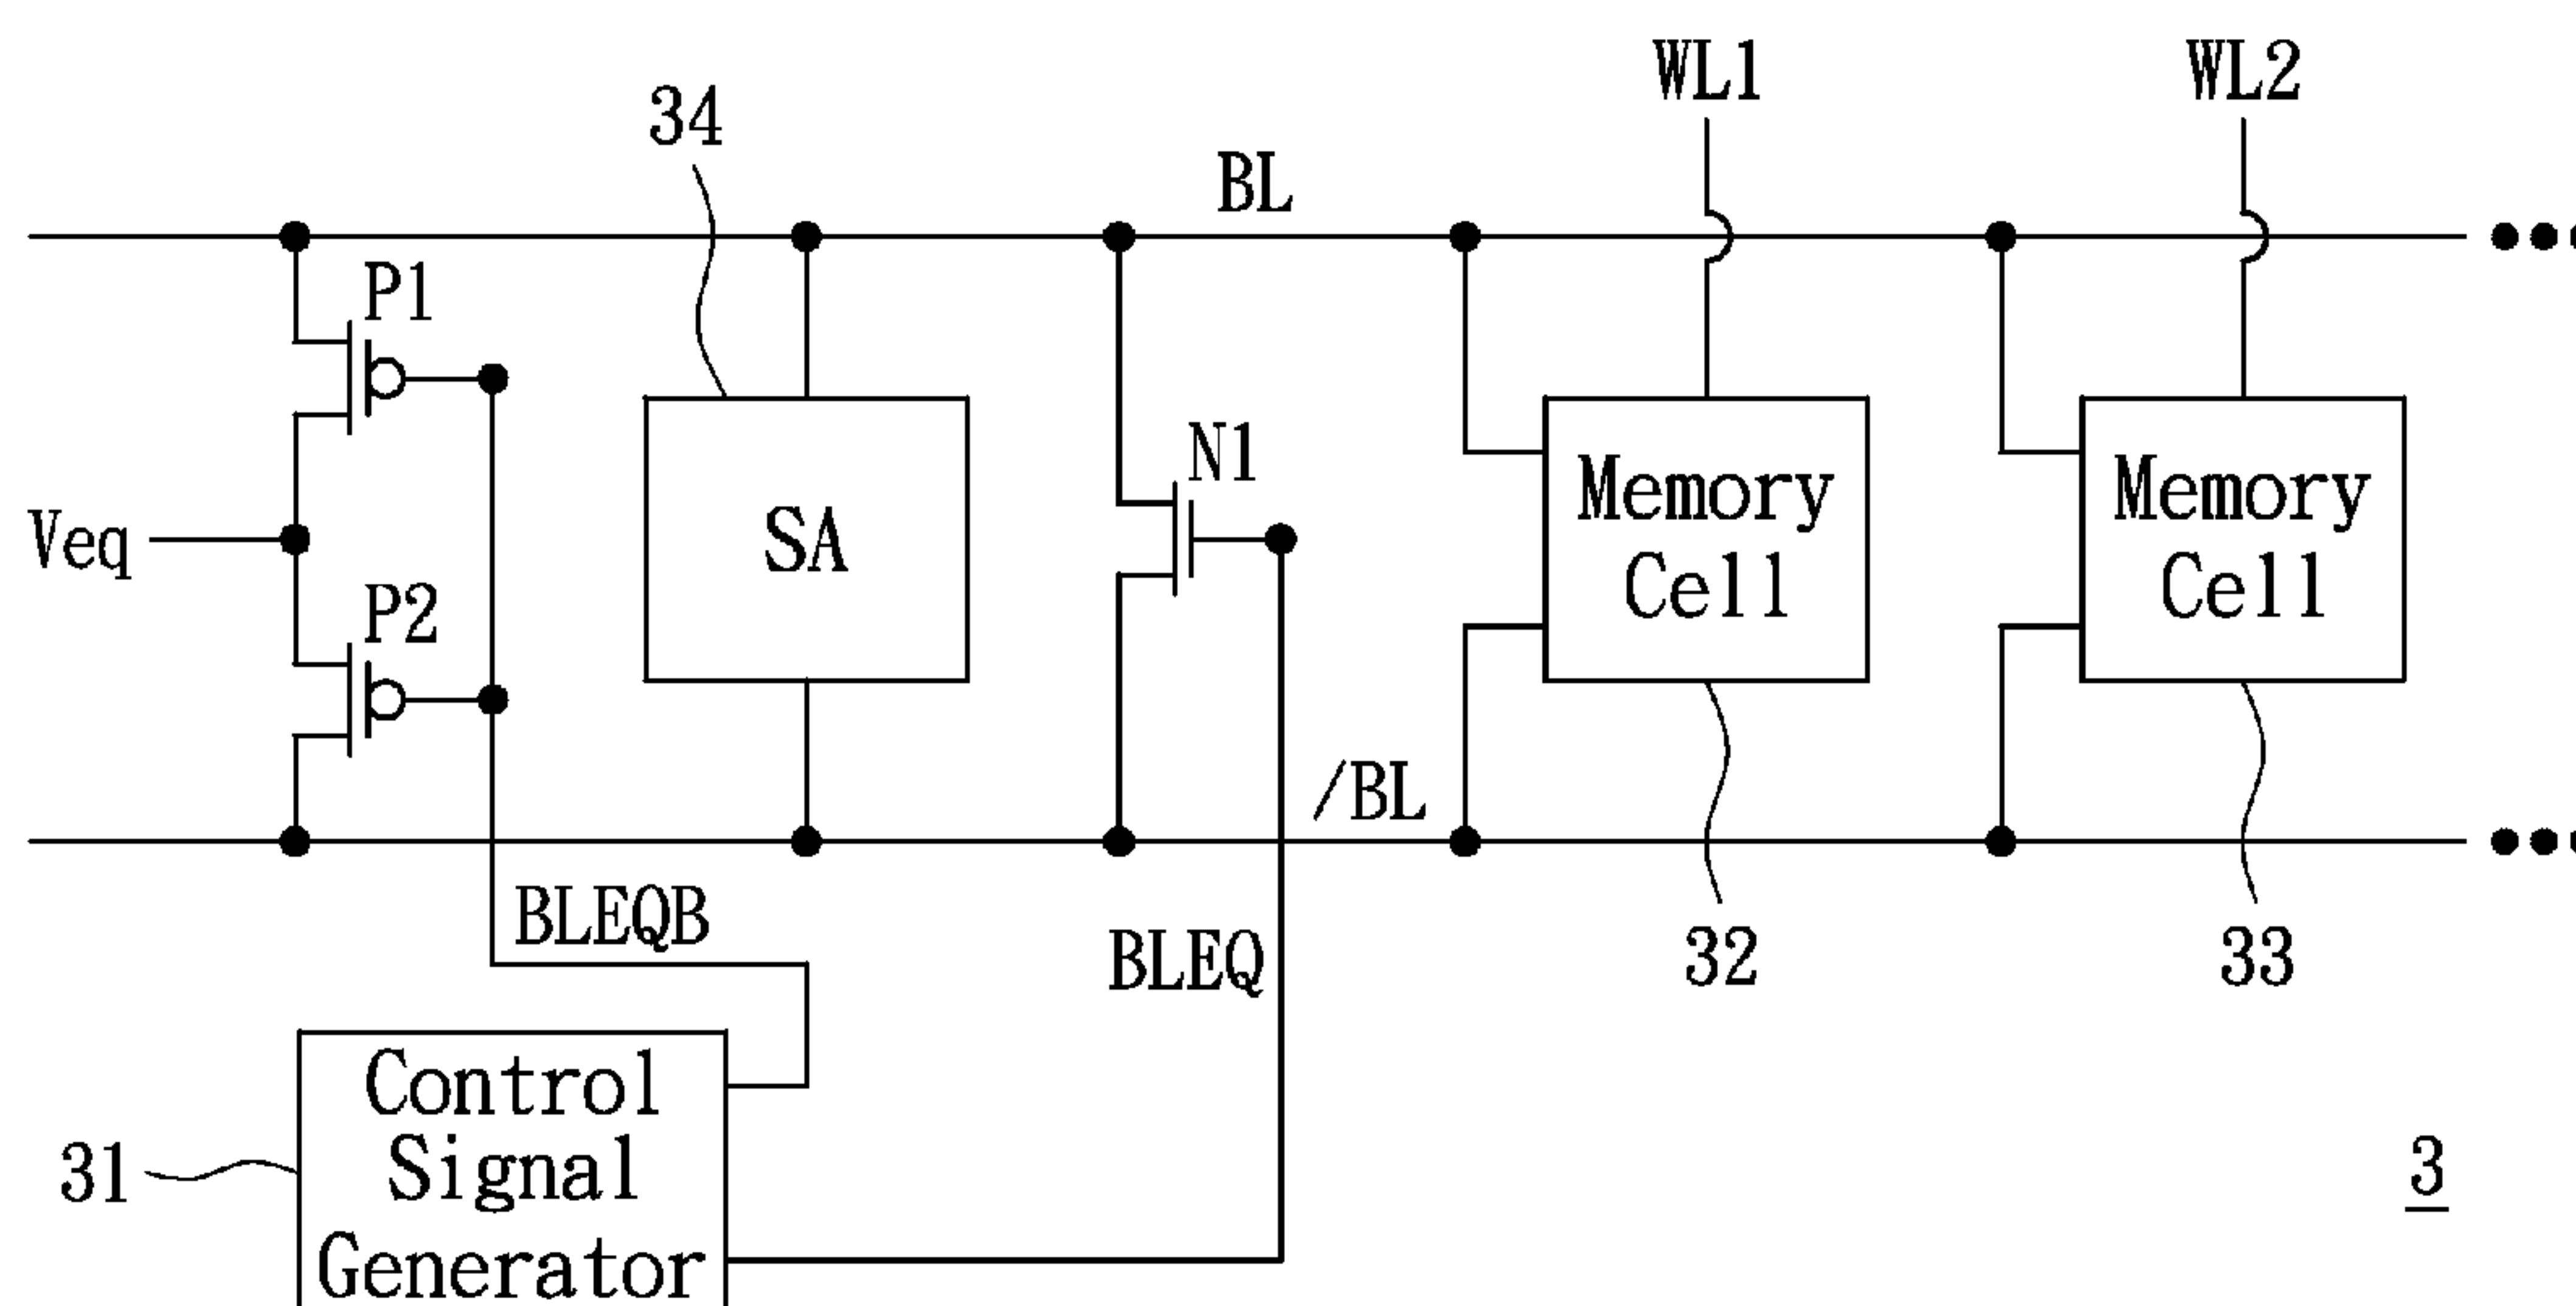 WL1
WL2
34
BL
P1
N1
Memory
Cell
Memory
Cell
Veq
SA
P2
/BL
BLEQB
BLEQ
32
33
Control
Signal
Generator
31
3